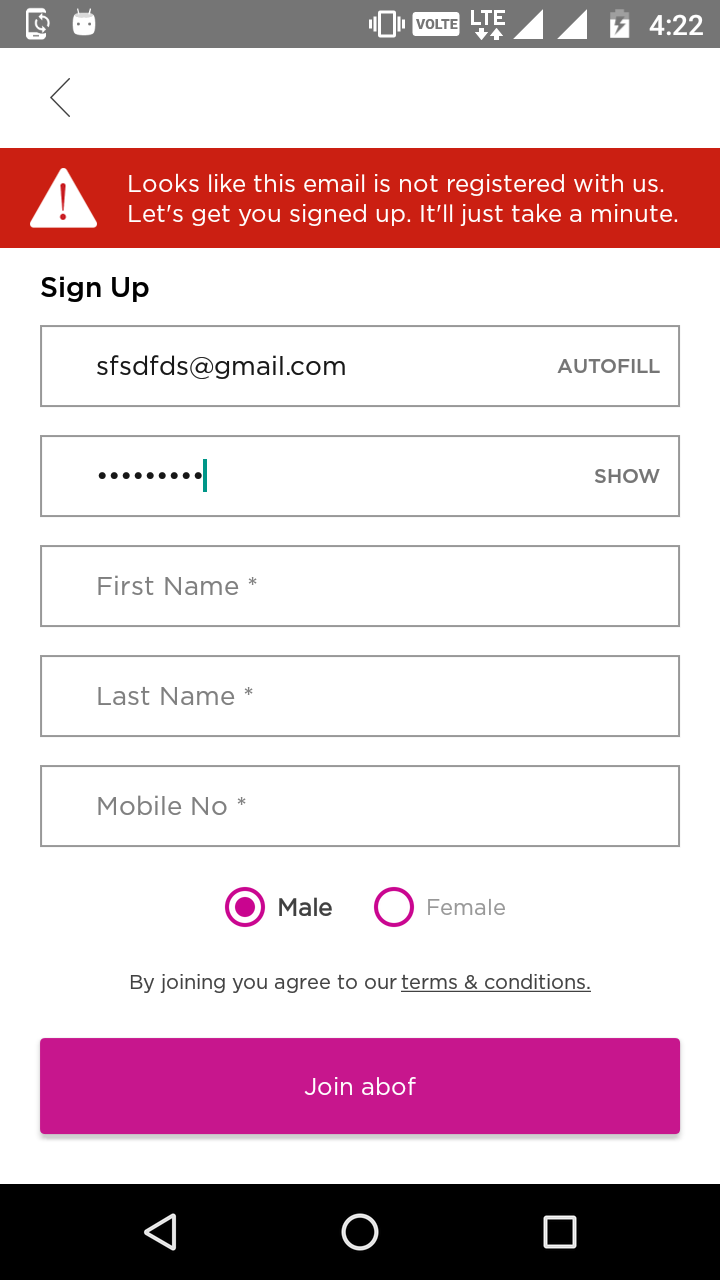 VOLTE LTE 4:22
Looks like this email is not registered with us.
Let's get you signed up. It'll just take a minute.
Sign Up
sfsdfds@gmail.com AUTOFILL
••••••••• SHOW
First Name *
Last Name *
Mobile No *
Male Female
By joining you agree to our terms & conditions.
Join abof